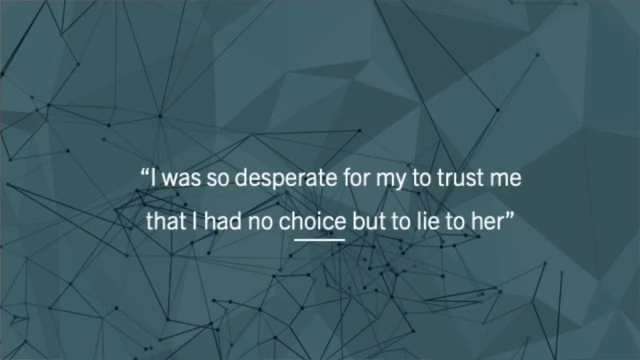 “I was so desperate for my to trust me
that I had no choice but to lie to her”